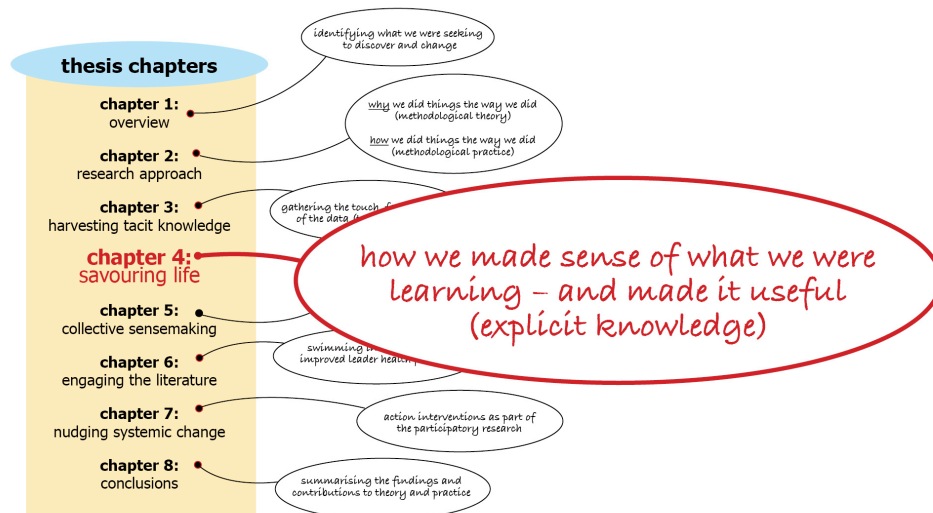 thesis chapters
chapter 1:
overview
identifying what we were seeking
to discover and change
chapter 2:
research approach
why we did things the way we did
(methodological theory)
how we did things the way we did
(methodological practice)
chapter 3:
harvesting tacit knowledge
gathering the touch,
of the data
chapter 4:
savouring life
how we made sense of what we were
learning – and made it useful
(explicit knowledge)
chapter 5:
collective sensemaking
chapter 6:
engaging the literature
swimming
improved leader health
chapter 7:
nudging systemic change
action interventions as part of
the participatory research
chapter 8:
conclusions
summarising the findings and
contributions to theory and practice